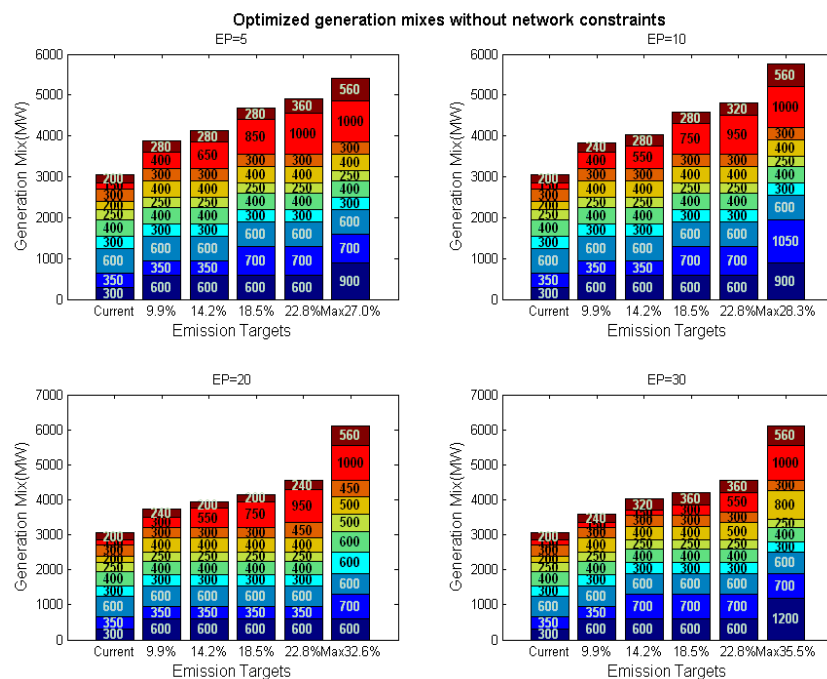 Optimized generation mixes without network constraints
EP=5
Generation Mix(MW)
6000
5000
4000
3000
2000
1000
0
200 280 280 280 360 560
400 650 850 1000 1000
300 300 300 300 300 300
200 400 400 400 400 400
250 250 250 250 250 250
400 400 400 400 400 400
300 300 300 300 300 300
600 600 600 600 600 600
350 350 350 700 700 700
300 600 600 600 600 900
Current 9.9% 14.2% 18.5% 22.8% Max27.0%
Emission Targets
EP=10
Generation Mix(MW)
6000
5000
4000
3000
2000
1000
0
200 240 280 280 320 560
400 550 750 950 1000
300 300 300 300 300 300
200 400 400 400 400 400
250 250 250 250 250 250
400 400 400 400 400 400
300 300 300 300 300 300
600 600 600 600 600 600
350 350 350 700 700 1050
300 600 600 600 600 900
Current 9.9% 14.2% 18.5% 22.8% Max28.3%
Emission Targets
EP=20
Generation Mix(MW)
7000
6000
5000
4000
3000
2000
1000
0
200 240 200 200 240 560
300 550 750 950 1000
300 300 300 300 450 450
200 400 400 400 400 500
250 250 250 250 250 500
400 400 400 400 400 600
300 300 300 300 300 600
600 600 600 600 600 600
350 350 350 350 350 700
300 600 600 600 600 600
Current 9.9% 14.2% 18.5% 22.8% Max32.6%
Emission Targets
EP=30
Generation Mix(MW)
7000
6000
5000
4000
3000
2000
1000
0
200 240 320 360 360 560
300 550 1000
300 300 300 300 300 300
200 400 400 400 500 800
250 250 250 250 250 250
400 400 400 400 400 400
300 300 300 300 300 300
600 600 600 600 600 600
350 350 700 700 700 700
300 600 600 600 600 1200
Current 9.9% 14.2% 18.5% 22.8% Max35.5%
Emission Targets